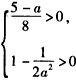 { (5-a)/8 > 0,
1 - 1/(2a²) > 0